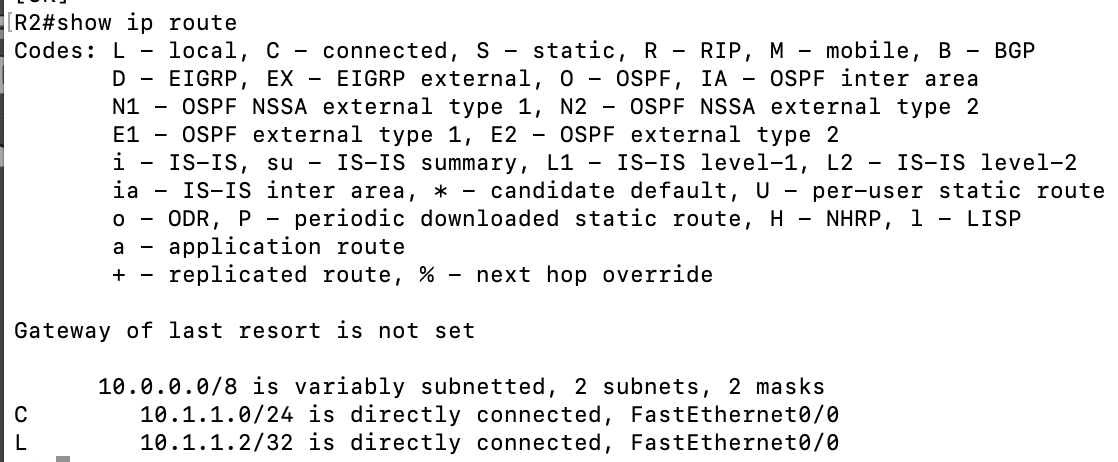 [R2#show ip route
Codes: L – local, C – connected, S – static, R – RIP, M – mobile, B – BGP
D – EIGRP, EX – EIGRP external, O – OSPF, IA – OSPF inter area
N1 – OSPF NSSA external type 1, N2 – OSPF NSSA external type 2
E1 – OSPF external type 1, E2 – OSPF external type 2
i – IS–IS, su – IS–IS summary, L1 – IS–IS level–1, L2 – IS–IS level–2
ia – IS–IS inter area, * – candidate default, U – per–user static route
o – ODR, P – periodic downloaded static route, H – NHRP, l – LISP
a – application route
+ – replicated route, % – next hop override
Gateway of last resort is not set
10.0.0.0/8 is variably subnetted, 2 subnets, 2 masks
C 10.1.1.0/24 is directly connected, FastEthernet0/0
L 10.1.1.2/32 is directly connected, FastEthernet0/0